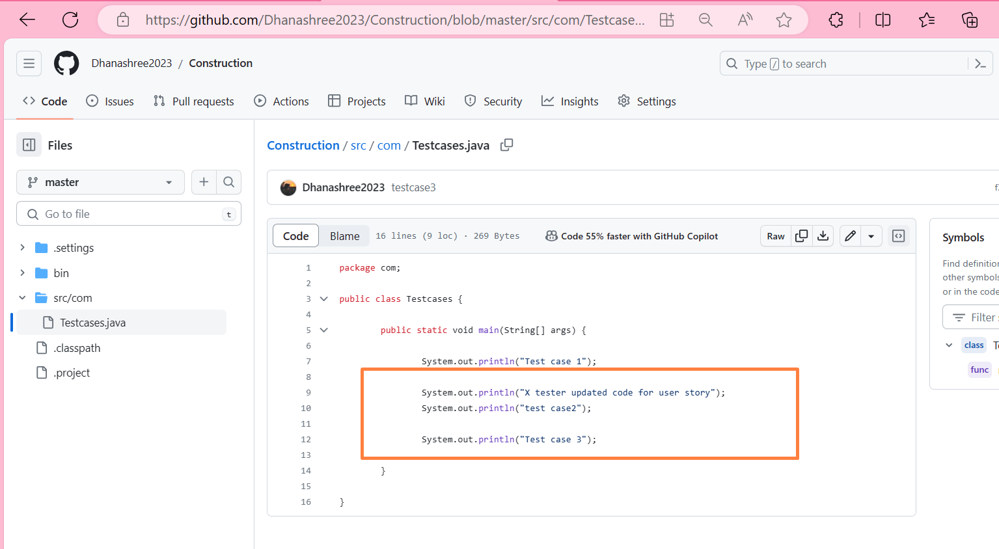 https://github.com/Dhanashree2023/Construction/blob/master/src/com/Testcase...
Dhanashree2023 / Construction
Type / to search
Code Issues Pull requests Actions Projects Wiki Security Insights Settings
Files
Construction / src / com / Testcases.java
master
Dhanashree2023 testcase3
Go to file t
Code Blame 16 lines (9 loc) · 269 Bytes Code 55% faster with GitHub Copilot Raw
Symbols
.settings
bin
src/com
Testcases.java
.classpath
.project
1 package com;
2
3 public class Testcases {
4
5 public static void main(String[] args) {
6
7 System.out.println("Test case 1");
8
9 System.out.println("X tester updated code for user story");
10 System.out.println("test case2");
11
12 System.out.println("Test case 3");
13
14 }
15
16 }
Find
other symbols
or in the code
Filter
class
func